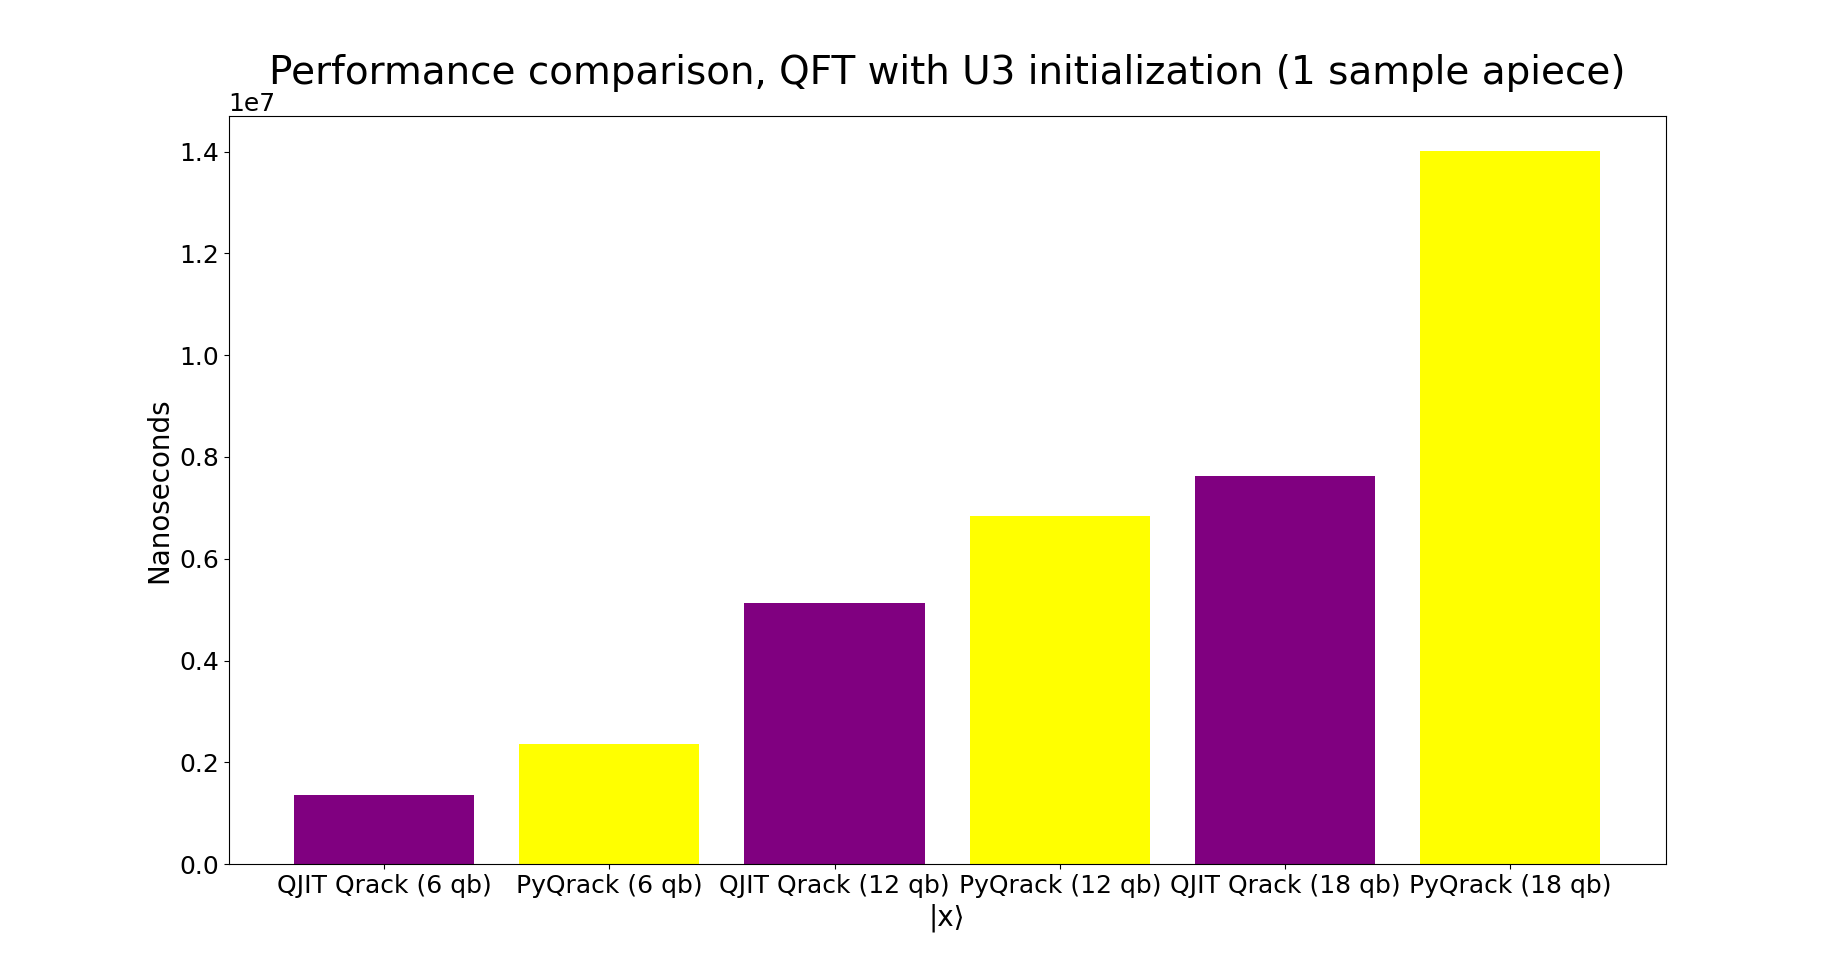 Performance comparison, QFT with U3 initialization (1 sample apiece)
1e7
1.4
1.2
1.0
0.8
0.6
0.4
0.2
0.0
Nanoseconds
QJIT Qrack (6 qb) PyQrack (6 qb) QJIT Qrack (12 qb) PyQrack (12 qb) QJIT Qrack (18 qb) PyQrack (18 qb)
|x⟩